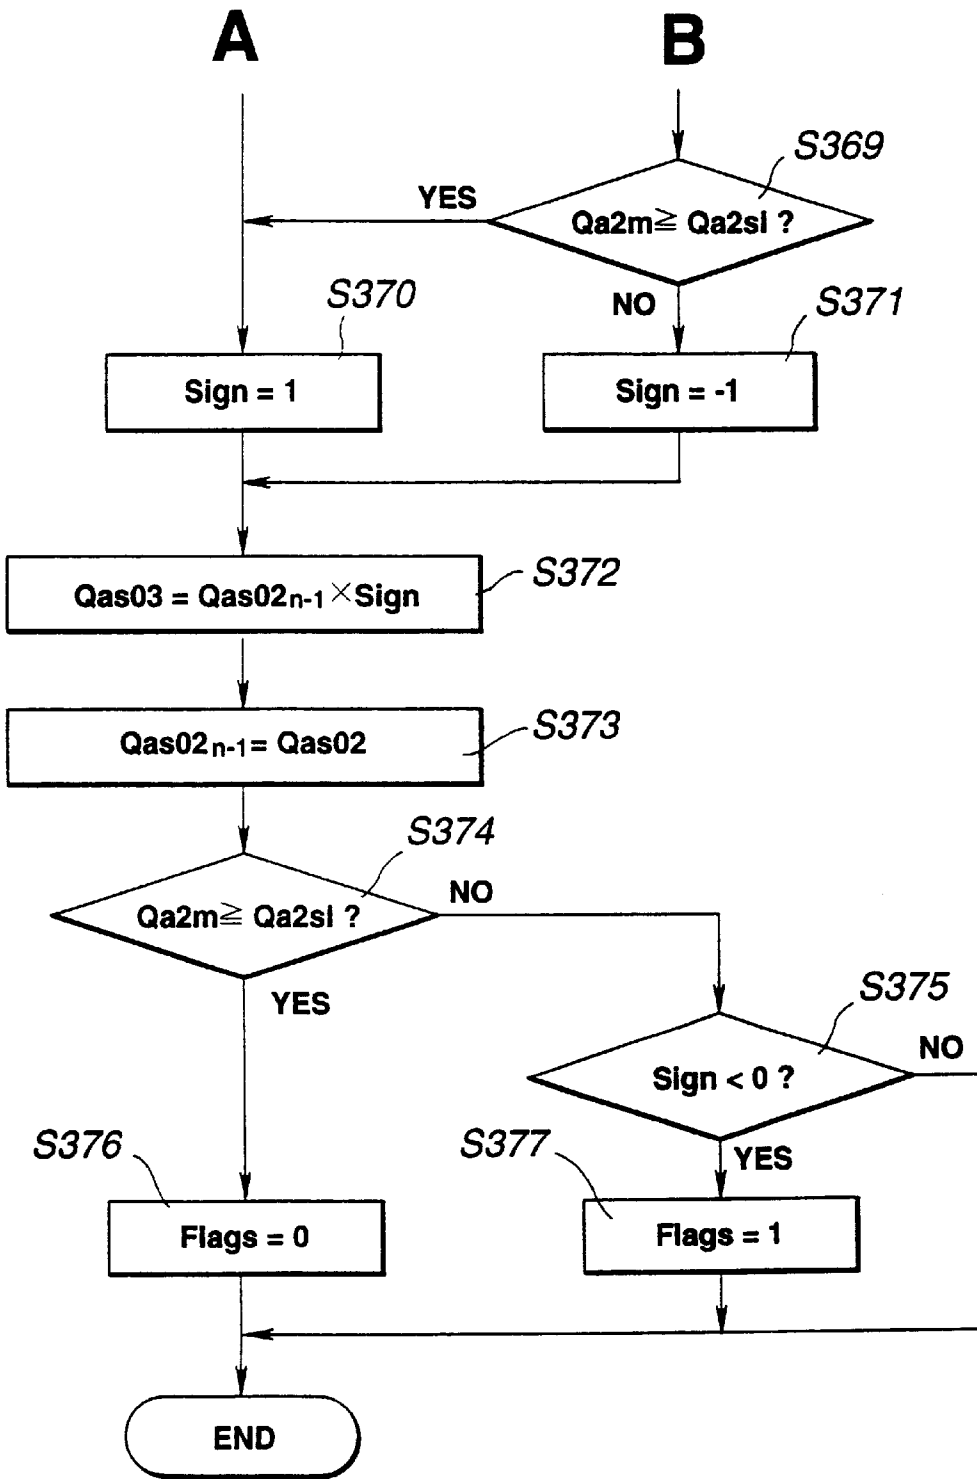 A
B
S369
YES
Qa2m≧ Qa2sl ?
NO
S370
S371
Sign = 1
Sign = -1
S372
Qas03 = Qas02n-1 ×Sign
S373
Qas02n-1= Qas02
S374
NO
Qa2m≧ Qa2sl ?
YES
S375
NO
Sign < 0 ?
S376
S377
YES
Flags = 0
Flags = 1
END